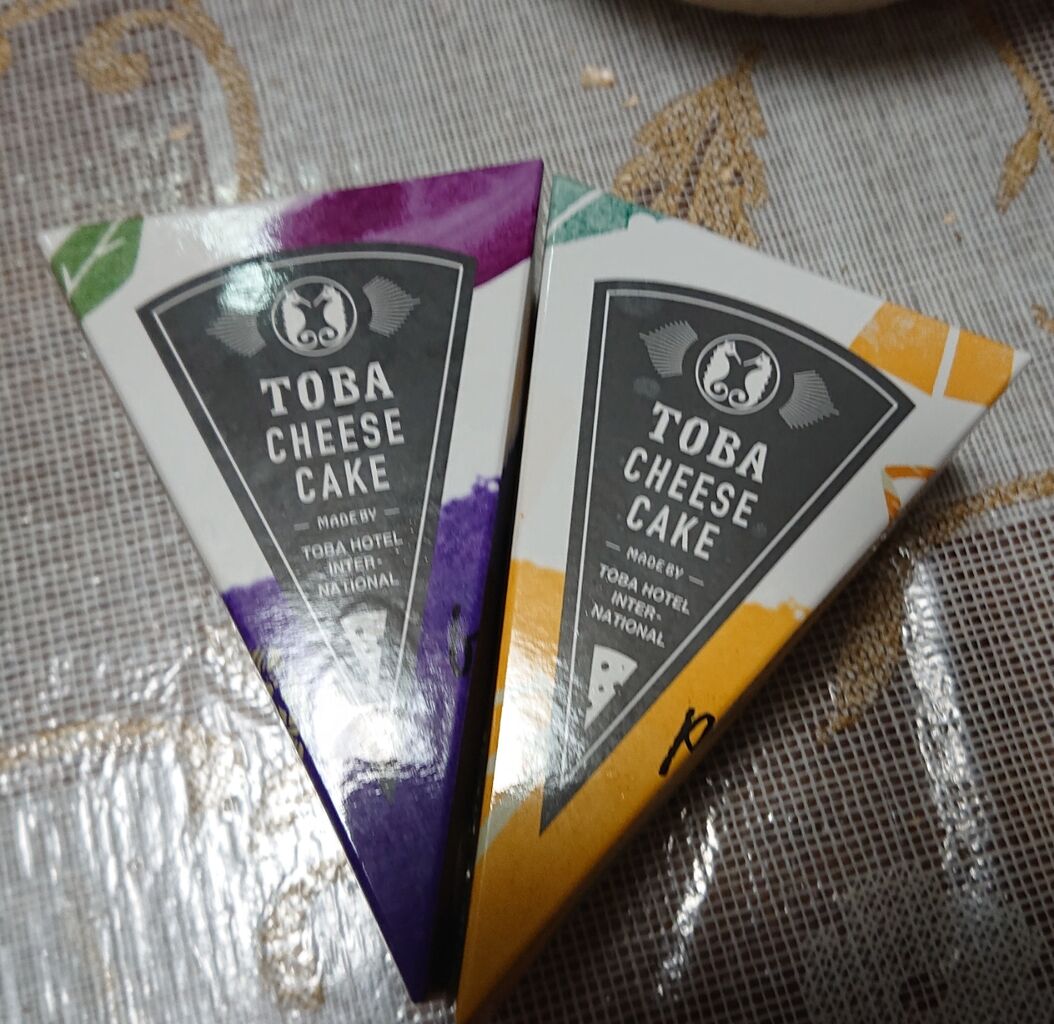 TOBA
CHEESE
CAKE
MADE BY
TOBA HOTEL
INTER-
NATIONAL
TOBA
CHEESE
CAKE
MADE BY
TOBA HOTEL
INTER-
NATIONAL